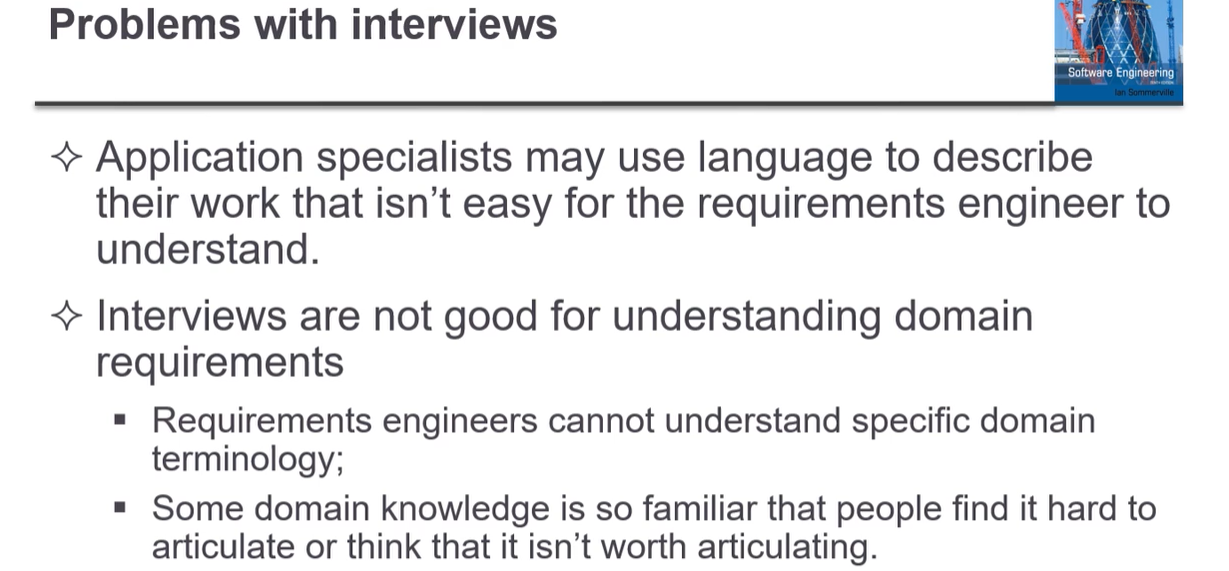 Problems with interviews
Software Engineering
Ian Sommerville
✧ Application specialists may use language to describe
their work that isn’t easy for the requirements engineer to
understand.
✧ Interviews are not good for understanding domain
requirements
▪ Requirements engineers cannot understand specific domain
terminology;
▪ Some domain knowledge is so familiar that people find it hard to
articulate or think that it isn’t worth articulating.